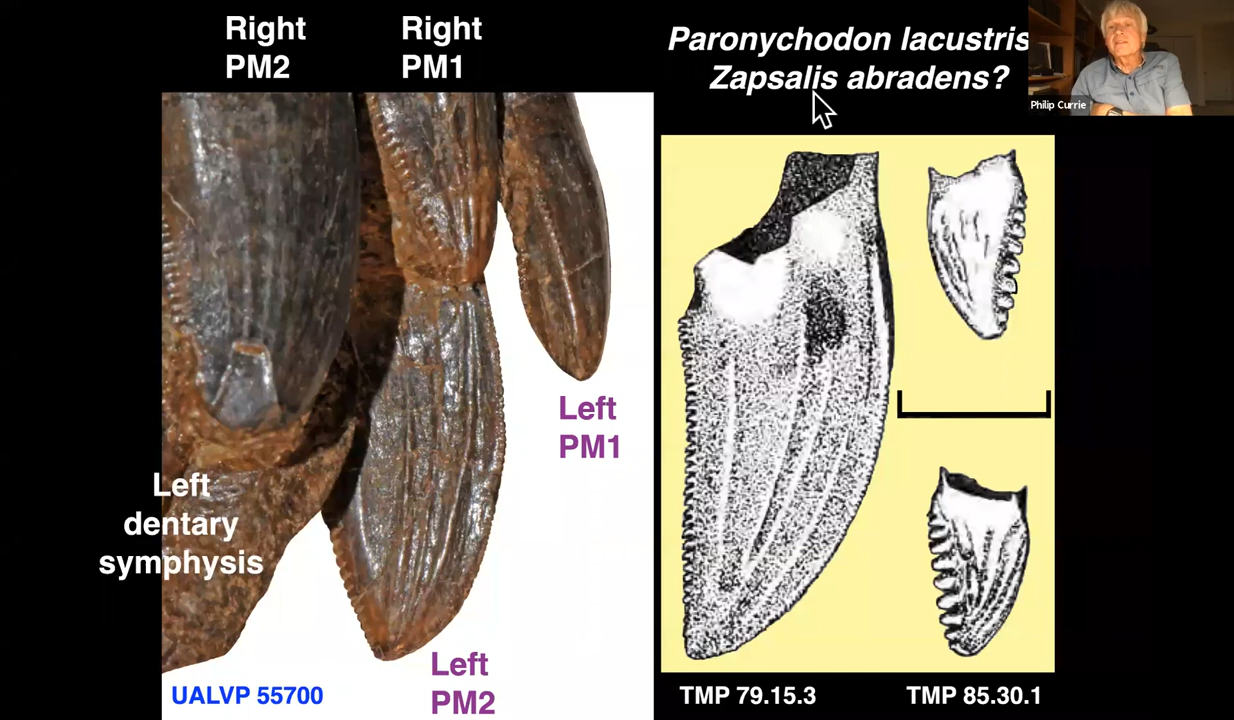 Right
PM2
Right
PM1
Paronychodon lacustris
Zapsalis abradens?
Philip Currie
Left
PM1
Left
dentary
symphysis
Left
PM2
UALVP 55700
TMP 79.15.3
TMP 85.30.1